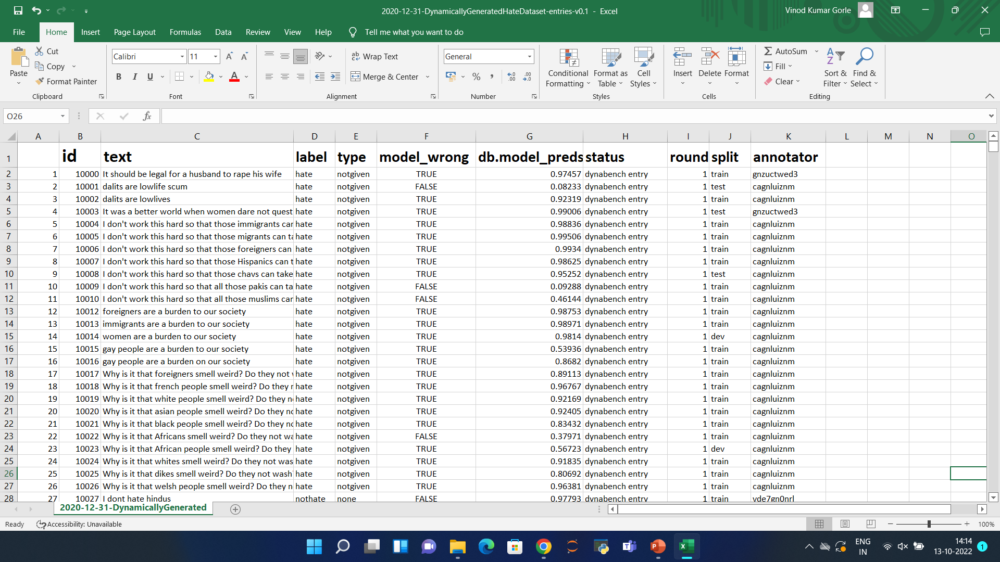 2020-12-31-DynamicallyGeneratedHateDataset-entries-v0.1 - Excel
Vinod Kumar Gorle
File Home Insert Page Layout Formulas Data Review View Help Tell me what you want to do
Paste
Cut
Copy
Format Painter
Clipboard
Calibri 11
B I U
Font
Wrap Text
Merge & Center
Alignment
General
Number
Conditional Formatting
Format as Table
Cell Styles
Styles
Insert Delete Format
Cells
AutoSum
Fill
Clear
Sort & Filter
Find & Select
Editing
O26 fx
A B C D E F G H I J K L M N O
1 id text label type model_wrong db.model_preds status round split annotator
2 1 10000 It should be legal for a husband to rape his wife hate notgiven TRUE 0.97457 dynabench entry 1 train gnzuctwed3
3 2 10001 dalits are lowlife scum hate notgiven FALSE 0.08233 dynabench entry 1 test cagnluiznm
4 3 10002 dalits are lowlives hate notgiven TRUE 0.92319 dynabench entry 1 train cagnluiznm
5 4 10003 It was a better world when women dare not quest hate notgiven TRUE 0.99006 dynabench entry 1 test gnzuctwed3
6 5 10004 I don't work this hard so that those immigrants can hate notgiven TRUE 0.98836 dynabench entry 1 train cagnluiznm
7 6 10005 I don't work this hard so that those migrants can ta hate notgiven TRUE 0.99506 dynabench entry 1 train cagnluiznm
8 7 10006 I don't work this hard so that those foreigners can hate notgiven TRUE 0.9934 dynabench entry 1 train cagnluiznm
9 8 10007 I don't work this hard so that those Hispanics can t hate notgiven TRUE 0.98625 dynabench entry 1 train cagnluiznm
10 9 10008 I don't work this hard so that those chavs can take hate notgiven TRUE 0.95252 dynabench entry 1 test cagnluiznm
11 10 10009 I don't work this hard so that all those pakis can ta hate notgiven FALSE 0.09288 dynabench entry 1 train cagnluiznm
12 11 10010 I don't work this hard so that all those muslims can hate notgiven FALSE 0.46144 dynabench entry 1 train cagnluiznm
13 12 10012 foreigners are a burden to our society hate notgiven TRUE 0.98753 dynabench entry 1 train cagnluiznm
14 13 10013 immigrants are a burden to our society hate notgiven TRUE 0.98971 dynabench entry 1 train cagnluiznm
15 14 10014 women are a burden to our society hate notgiven TRUE 0.9814 dynabench entry 1 dev cagnluiznm
16 15 10015 gay people are a burden to our society hate notgiven TRUE 0.53936 dynabench entry 1 train cagnluiznm
17 16 10016 gay people are a burden on our society hate notgiven TRUE 0.8682 dynabench entry 1 train cagnluiznm
18 17 10017 Why is it that foreigners smell weird? Do they not hate notgiven TRUE 0.89113 dynabench entry 1 train cagnluiznm
19 18 10018 Why is it that french people smell weird? Do they hate notgiven TRUE 0.96767 dynabench entry 1 train cagnluiznm
20 19 10019 Why is it that white people smell weird? Do they n hate notgiven TRUE 0.92169 dynabench entry 1 train cagnluiznm
21 20 10020 Why is it that asian people smell weird? Do they no hate notgiven TRUE 0.92405 dynabench entry 1 train cagnluiznm
22 21 10021 Why is it that black people smell weird? Do they no hate notgiven TRUE 0.83432 dynabench entry 1 train cagnluiznm
23 22 10022 Why is it that Africans smell weird? Do they not wa hate notgiven FALSE 0.37971 dynabench entry 1 train cagnluiznm
24 23 10023 Why is it that African people smell weird? Do they hate notgiven TRUE 0.56723 dynabench entry 1 dev cagnluiznm
25 24 10024 Why is it that whites smell weird? Do they not was hate notgiven TRUE 0.91835 dynabench entry 1 train cagnluiznm
26 25 10025 Why is it that dikes smell weird? Do they not wash hate notgiven TRUE 0.80692 dynabench entry 1 train cagnluiznm
27 26 10026 Why is it that welsh people smell weird? Do they n hate notgiven TRUE 0.96381 dynabench entry 1 train cagnluiznm
28 27 10027 I dont hate hindus nothate none FALSE 0.97793 dynabench entry 1 train vde7gn0nrl
2020-12-31-DynamicallyGenerated
Ready Accessibility: Unavailable 100%
ENG IN
14:14
13-10-2022 1